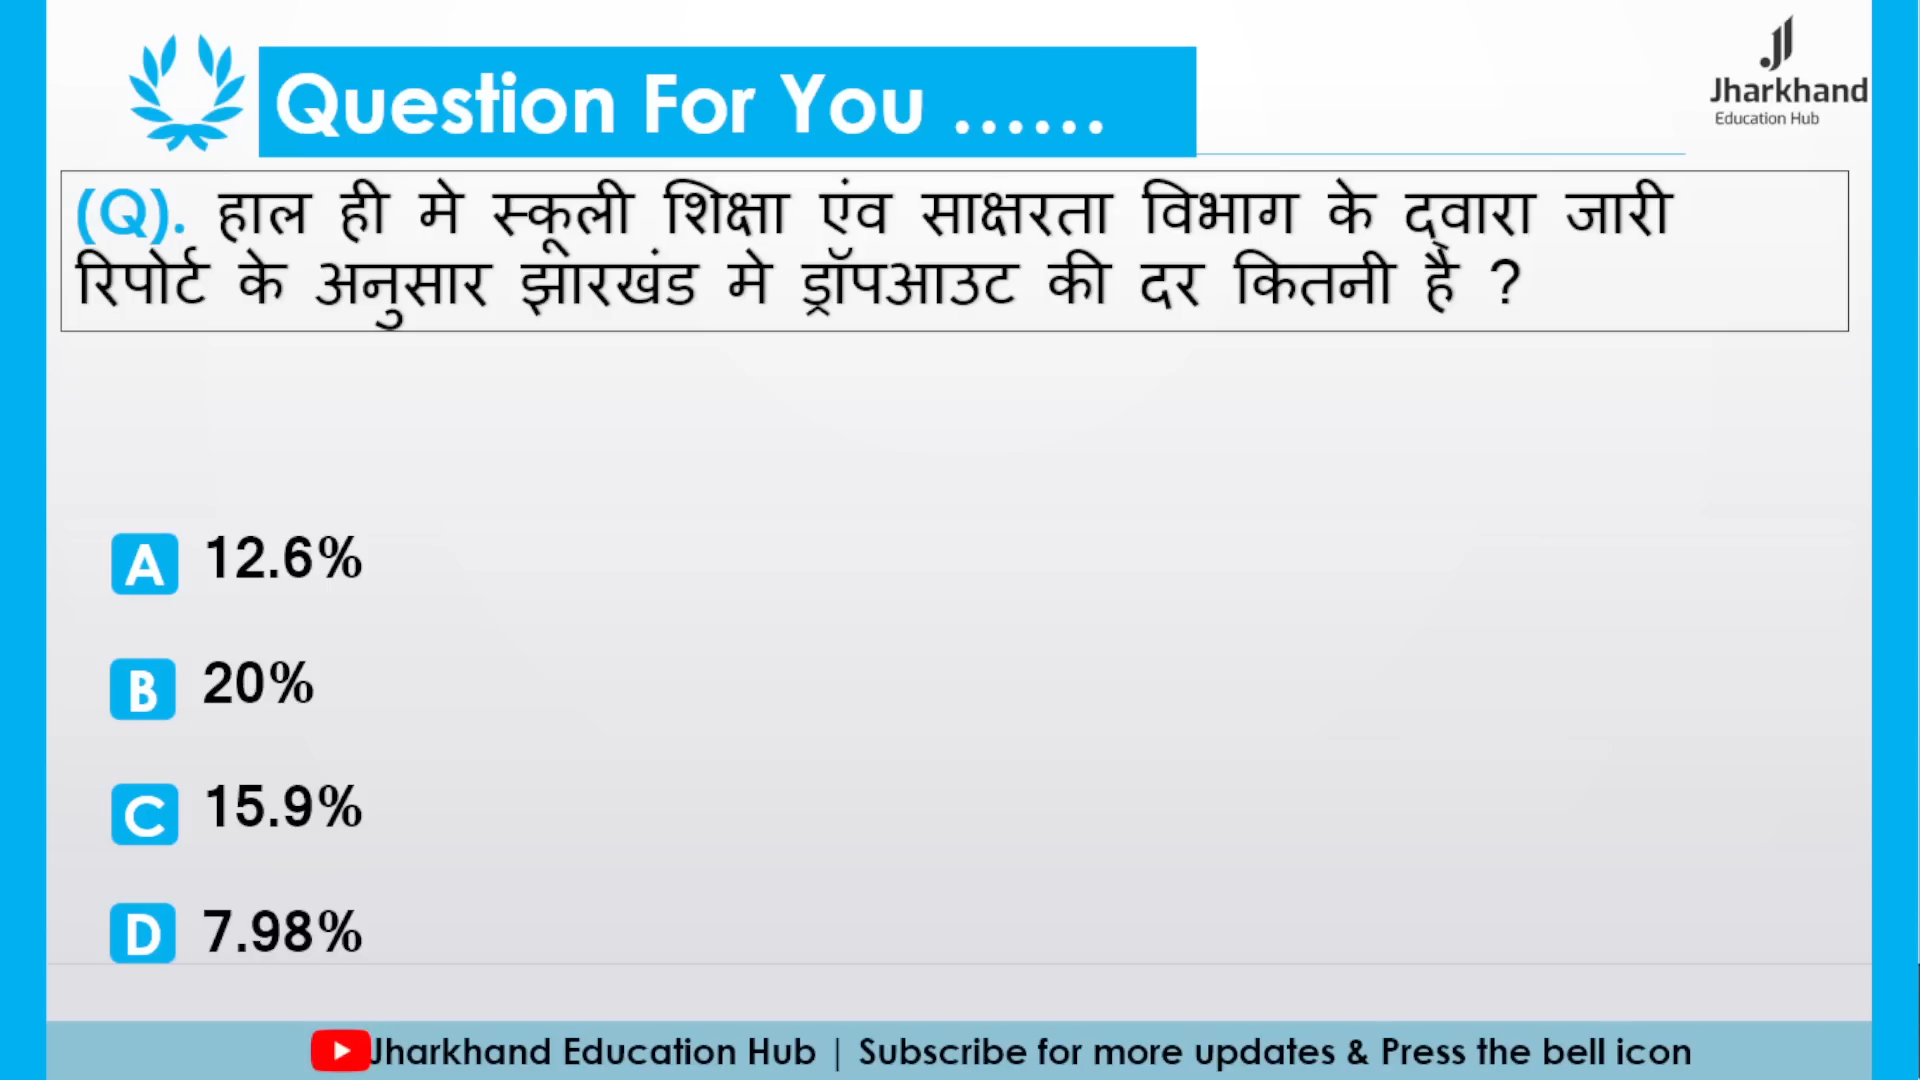 Question For You ......
Jharkhand
Education Hub
(Q). हाल ही मे स्कूली शिक्षा एंव साक्षरता विभाग के द्वारा जारी
रिपोर्ट के अनुसार झारखंड मे ड्रॉपआउट की दर कितनी है ?
A 12.6%
B 20%
C 15.9%
D 7.98%
Jharkhand Education Hub | Subscribe for more updates & Press the bell icon